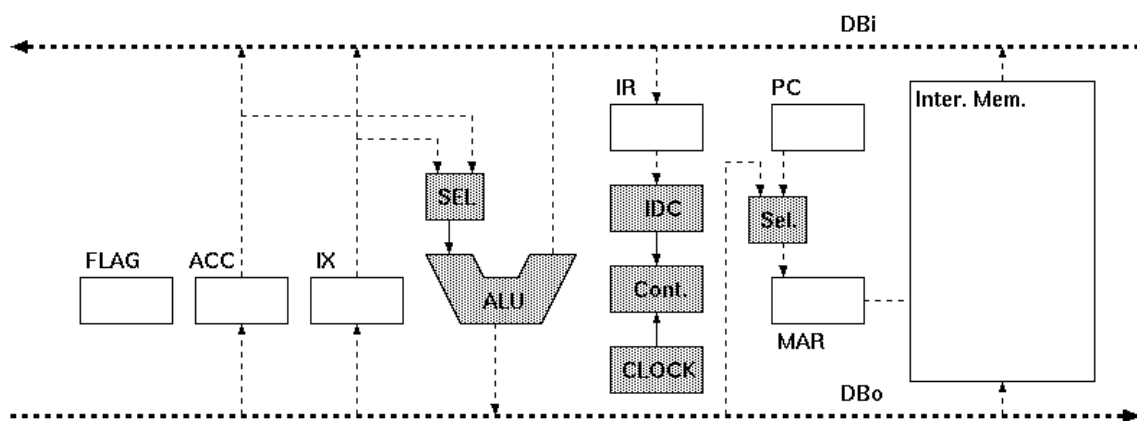 DBi
IR
PC
Inter. Mem.
SEL
IDC
Sel.
FLAG
ACC
IX
ALU
Cont.
MAR
CLOCK
DBo